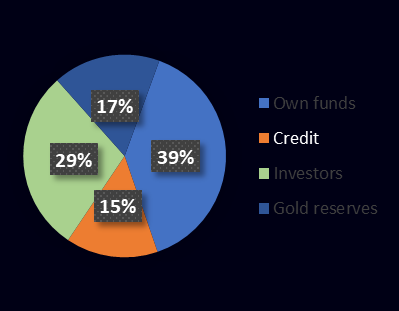 17%
39%
29%
15%
Own funds
Credit
Investors
Gold reserves